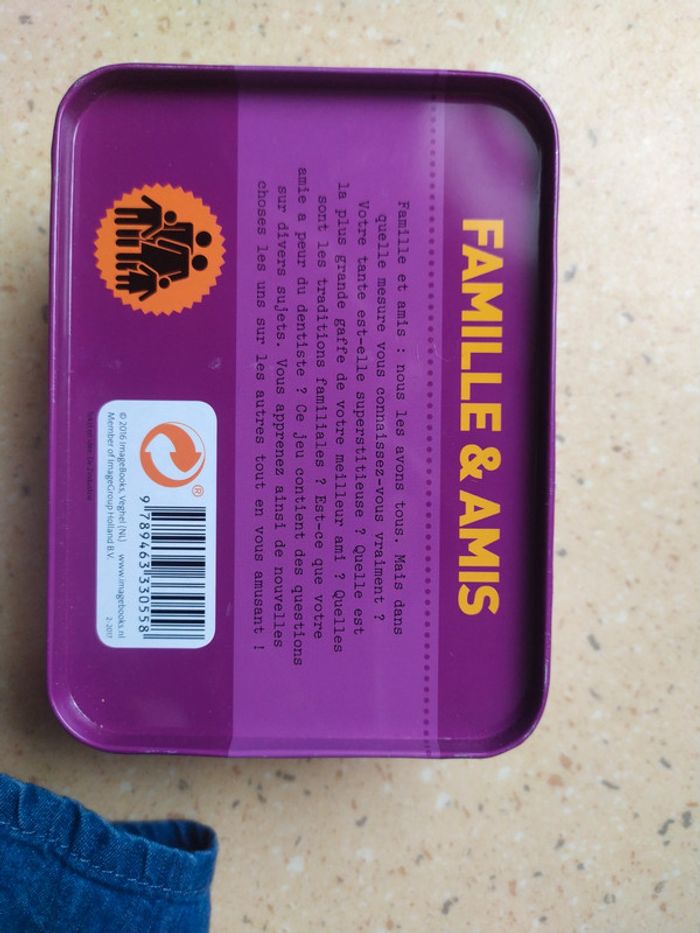 FAMILLE & AMIS
Famille et amis : nous les avons tous. Mais dans
quelle mesure vous connaissez-vous vraiment ?
Votre tante est-elle superstitieuse ? Quelle est
la plus grande gaffe de votre meilleur ami ? Quelles
sont les traditions familiales ? Est-ce que votre
amie a peur du dentiste ? Ce jeu contient des questions
sur divers sujets. Vous apprenez ainsi de nouvelles
choses les uns sur les autres tout en vous amusant !
®
9 789463 330558
© 2016 ImageBooks, Veghel (NL) www.imagebooks.nl
Member of ImageGroup Holland B.V. 2-2017